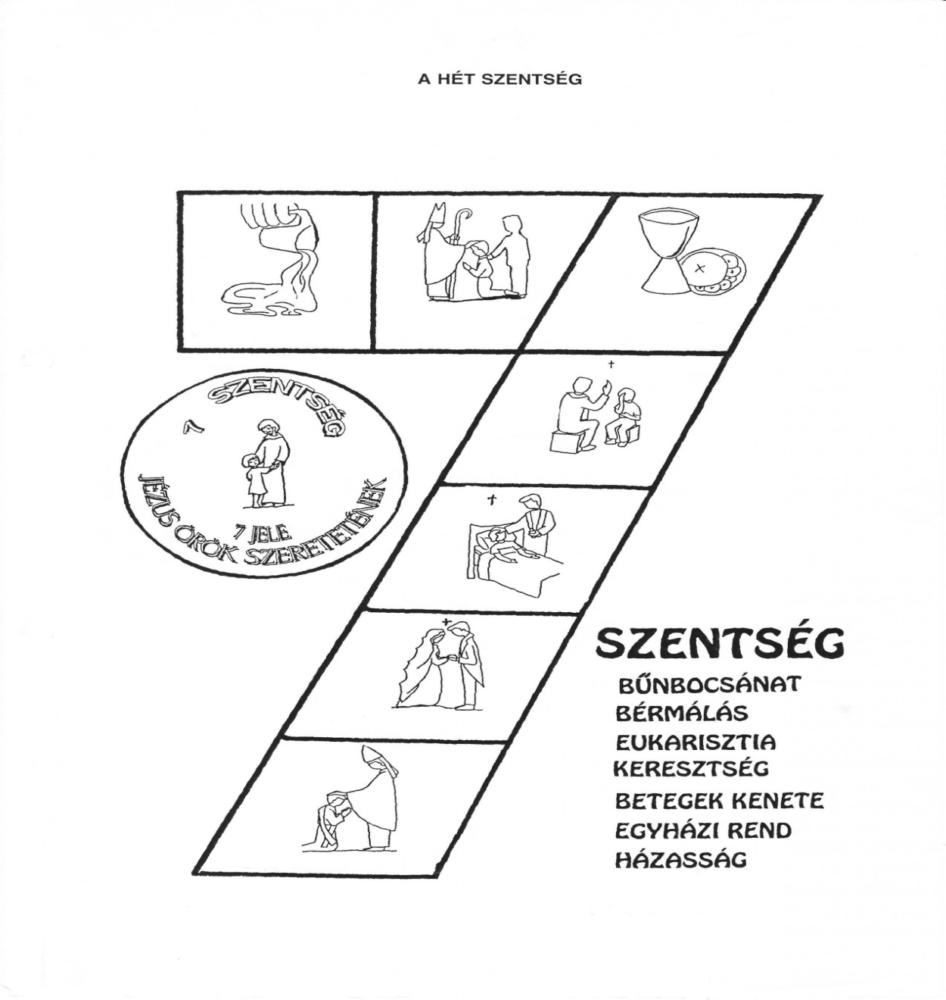 A HÉT SZENTSÉG
7 SZENTSÉG
7 JELE
JÉZUS ÖRÖK SZERETETÉNEK
SZENTSÉG
BŰNBOCSÁNAT
BÉRMÁLÁS
EUKARISZTIA
KERESZTSÉG
BETEGEK KENETE
EGYHÁZI REND
HÁZASSÁG